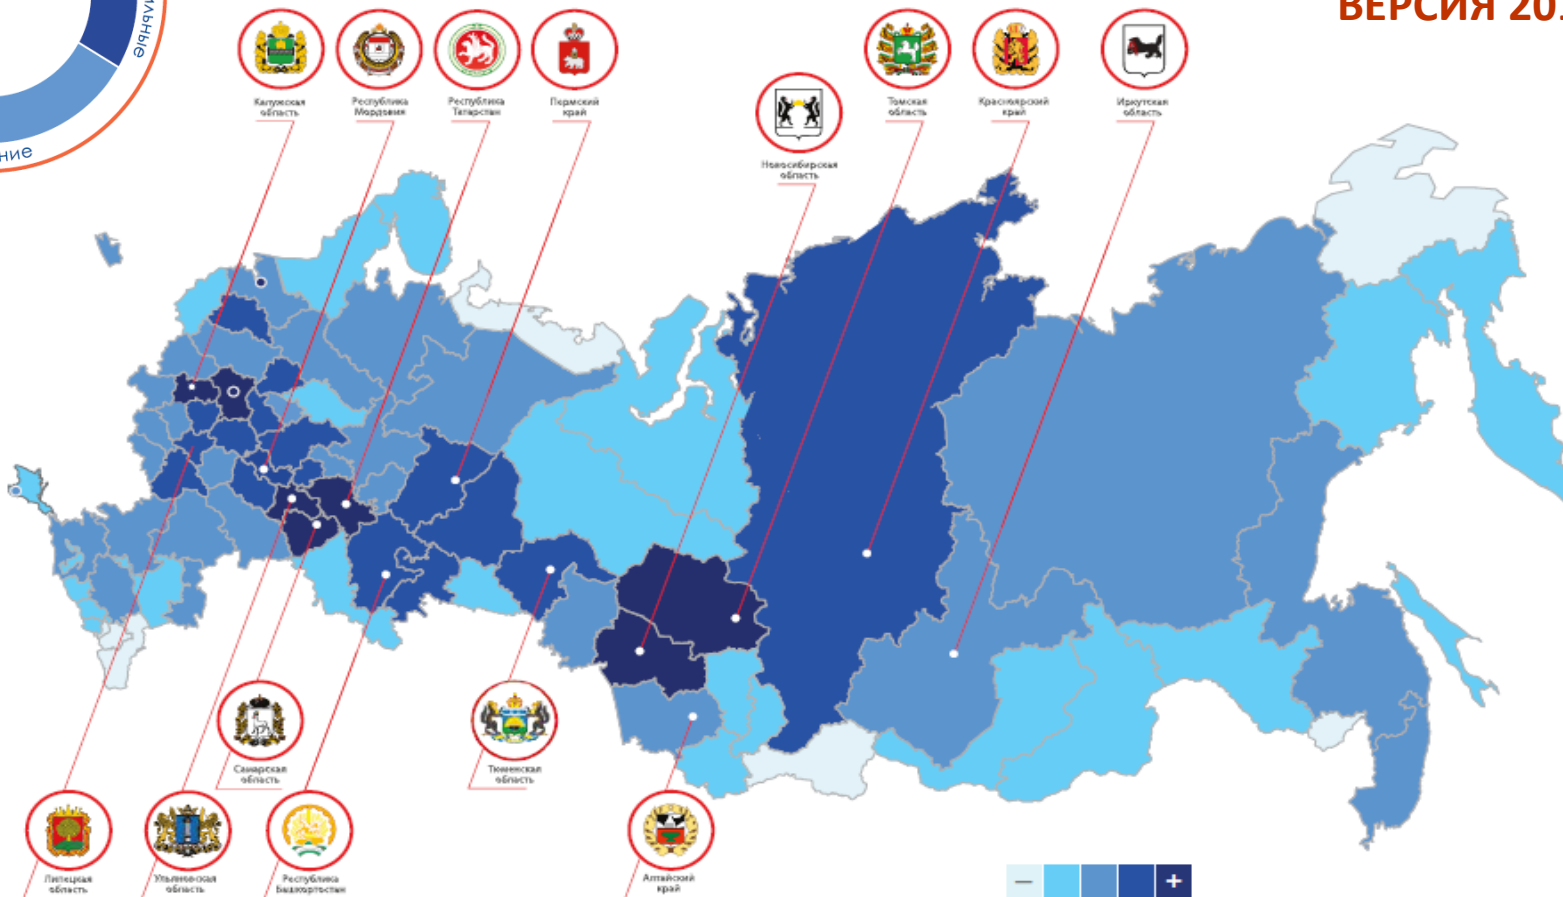 ВЕРСИЯ
Калужская
область
Республика
Мордовия
Республика
Татарстан
Пермский
край
Новосибирская
область
Томская
область
Красноярский
край
Иркутская
область
Самарская
область
Тюменская
область
Липецкая
область
Ульяновская
область
Республика
Башкортостан
Алтайский
край
— +